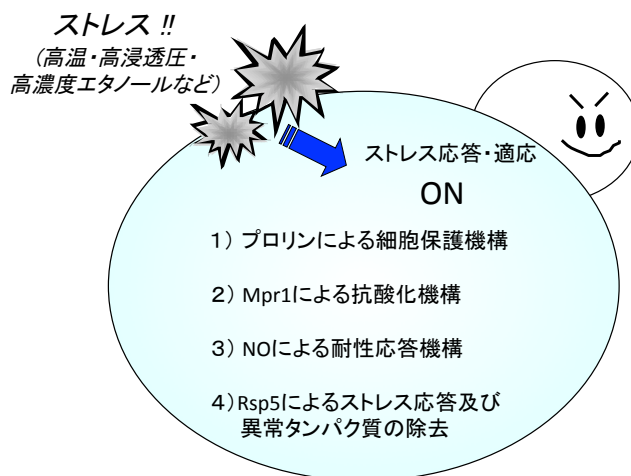 ストレス !!
(高温・高浸透圧・
高濃度エタノールなど)
ストレス応答・適応
ON
1） プロリンによる細胞保護機構
2） Mpr1による抗酸化機構
3） NOによる耐性応答機構
4）Rsp5によるストレス応答及び
異常タンパク質の除去